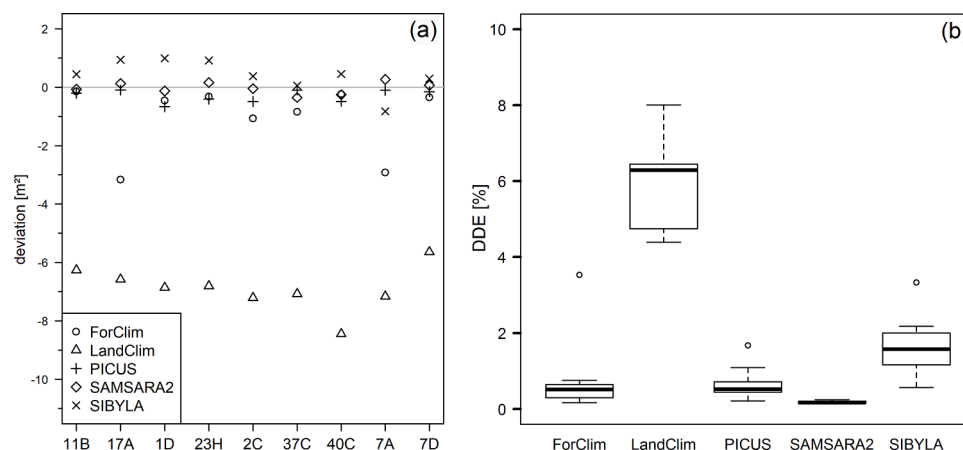 (a)
2
0
-2
-4
-6
-8
-10
deviation [m²]
ForClim
LandClim
PICUS
SAMSARA2
SIBYLA
11B 17A 1D 23H 2C 37C 40C 7A 7D
(b)
10
8
6
4
2
0
DDE [%]
ForClim LandClim PICUS SAMSARA2 SIBYLA